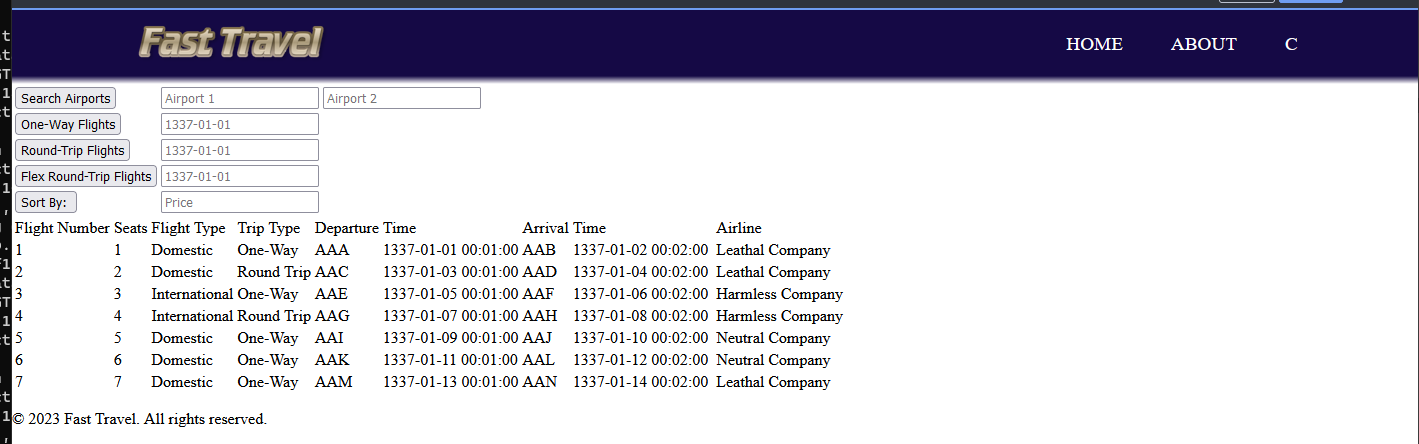 Fast Travel HOME ABOUT C
Search Airports Airport 1 Airport 2
One-Way Flights 1337-01-01
Round-Trip Flights 1337-01-01
Flex Round-Trip Flights 1337-01-01
Sort By: Price
Flight Number Seats Flight Type Trip Type Departure Time Arrival Time Airline
1 1 Domestic One-Way AAA 1337-01-01 00:01:00 AAB 1337-01-02 00:02:00 Leathal Company
2 2 Domestic Round Trip AAC 1337-01-03 00:01:00 AAD 1337-01-04 00:02:00 Leathal Company
3 3 International One-Way AAE 1337-01-05 00:01:00 AAF 1337-01-06 00:02:00 Harmless Company
4 4 International Round Trip AAG 1337-01-07 00:01:00 AAH 1337-01-08 00:02:00 Harmless Company
5 5 Domestic One-Way AAI 1337-01-09 00:01:00 AAJ 1337-01-10 00:02:00 Neutral Company
6 6 Domestic One-Way AAK 1337-01-11 00:01:00 AAL 1337-01-12 00:02:00 Neutral Company
7 7 Domestic One-Way AAM 1337-01-13 00:01:00 AAN 1337-01-14 00:02:00 Leathal Company
© 2023 Fast Travel. All rights reserved.